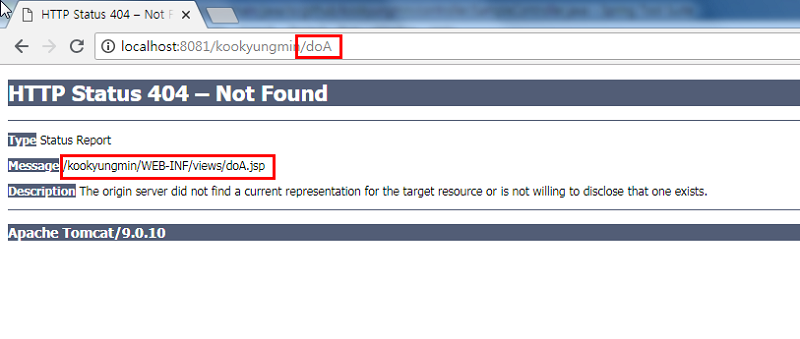 HTTP Status 404 – Not F
localhost:8081/kookyungmin/doA
HTTP Status 404 – Not Found
Type Status Report
Message /kookyungmin/WEB-INF/views/doA.jsp
Description The origin server did not find a current representation for the target resource or is not willing to disclose that one exists.
Apache Tomcat/9.0.10